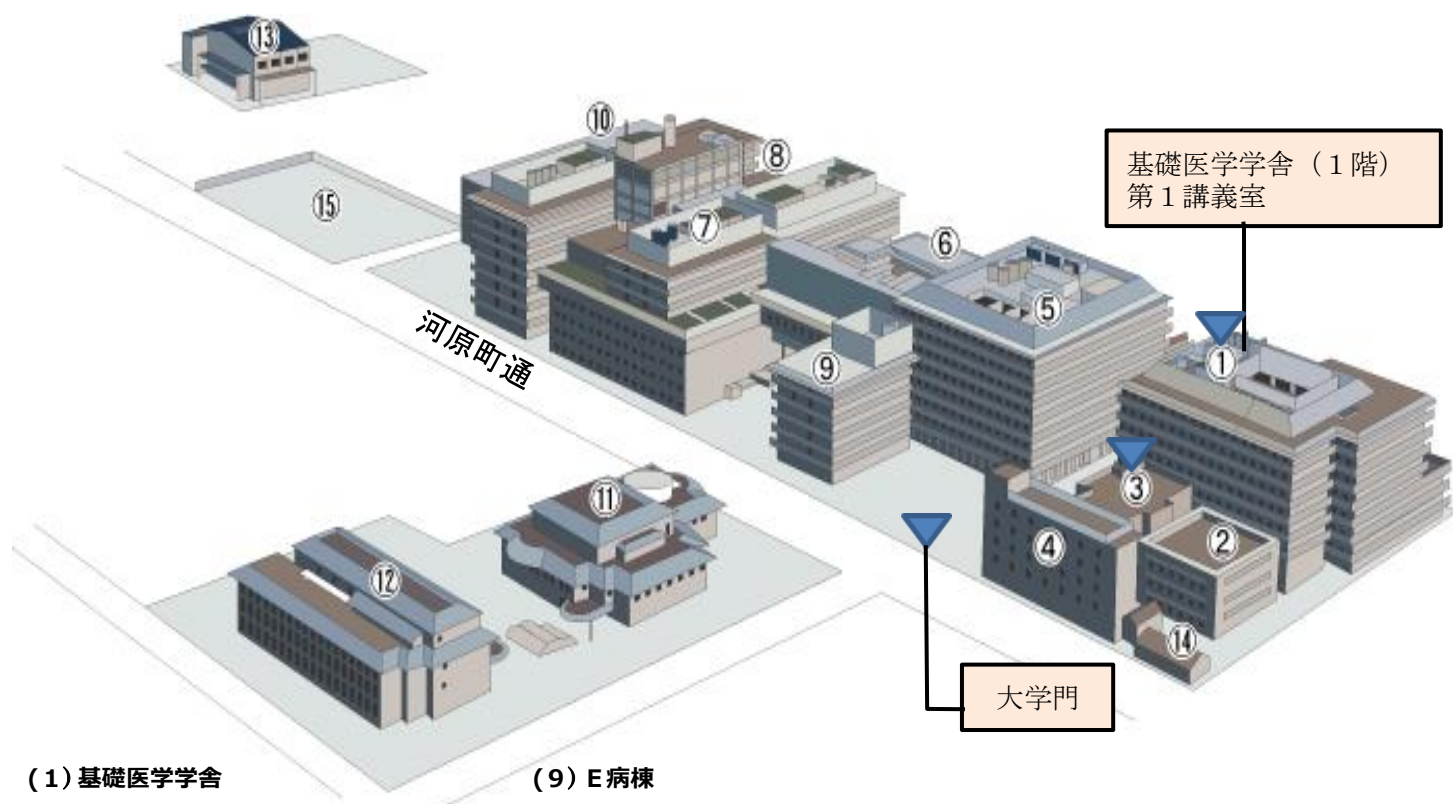 ⑬
⑩
⑧
基礎医学学舎（１階）
第１講義室
⑮
⑦
⑥
⑤
河原町通
①
⑨
③
⑪
④
②
⑫
⑭
大学門
(1)基礎医学学舎
(9)E病棟